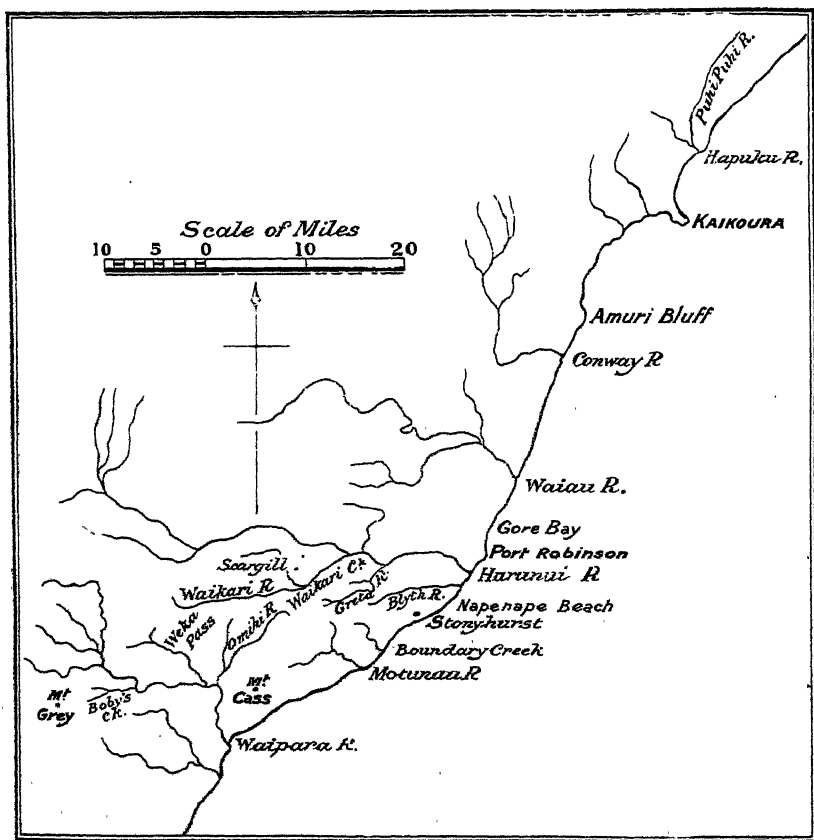 Puhi Puhi R.
Hapuku R.
KAIKOURA
Scale of Miles
10 5 0 10 20
Amuri Bluff
Conway R
Waiau R.
Gore Bay
Port Robinson
Harunui R
Scargill
Waikari R
Waikari Ck.
Greta R.
Blyth R.
Napenape Beach
Stonyhurst
Weka
Pass
Omihi R.
Boundary Creek
Motunau R
Mt
Cass
Mt
Grey
Boby's
Ck.
Waipara R.